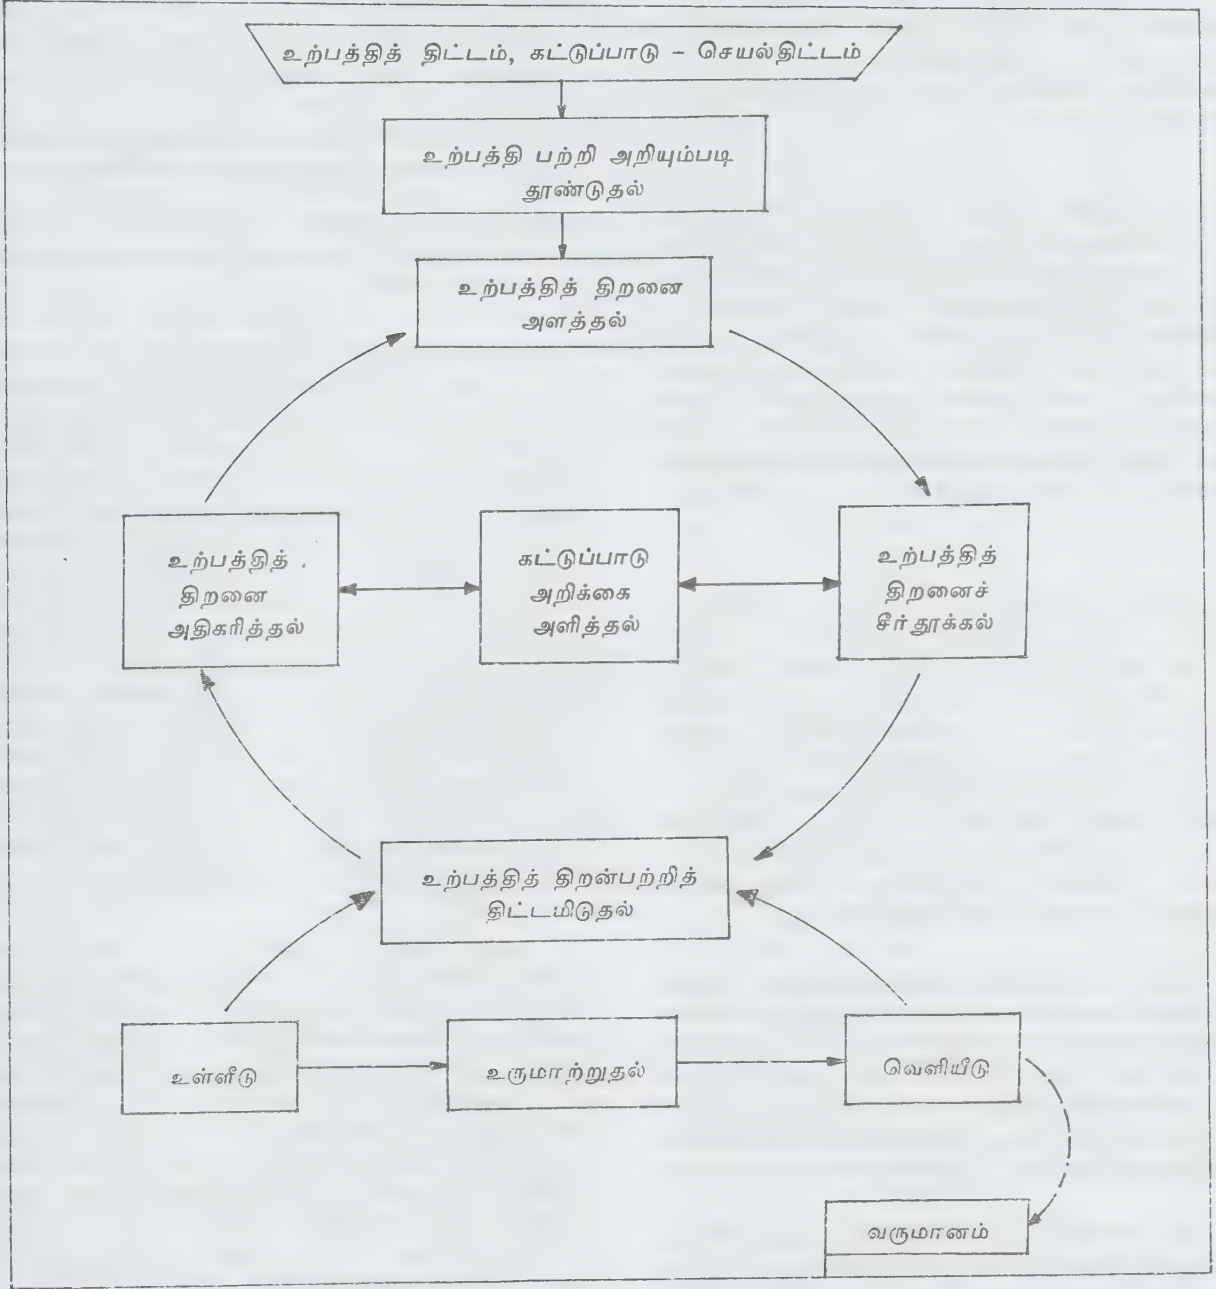 உற்பத்தித் திட்டம், கட்டுப்பாடு – செயல்திட்டம்
உற்பத்தி பற்றி அறியும்படி
தூண்டுதல்
உற்பத்தித் திறனை
அளத்தல்
உற்பத்தித்
திறனை
அதிகரித்தல்
கட்டுப்பாடு
அறிக்கை
அளித்தல்
உற்பத்தித்
திறனைச்
சீர்தூக்கல்
உற்பத்தித் திறன்பற்றித்
திட்டமிடுதல்
உள்ளீடு
உருமாற்றுதல்
வெளியீடு
வருமானம்